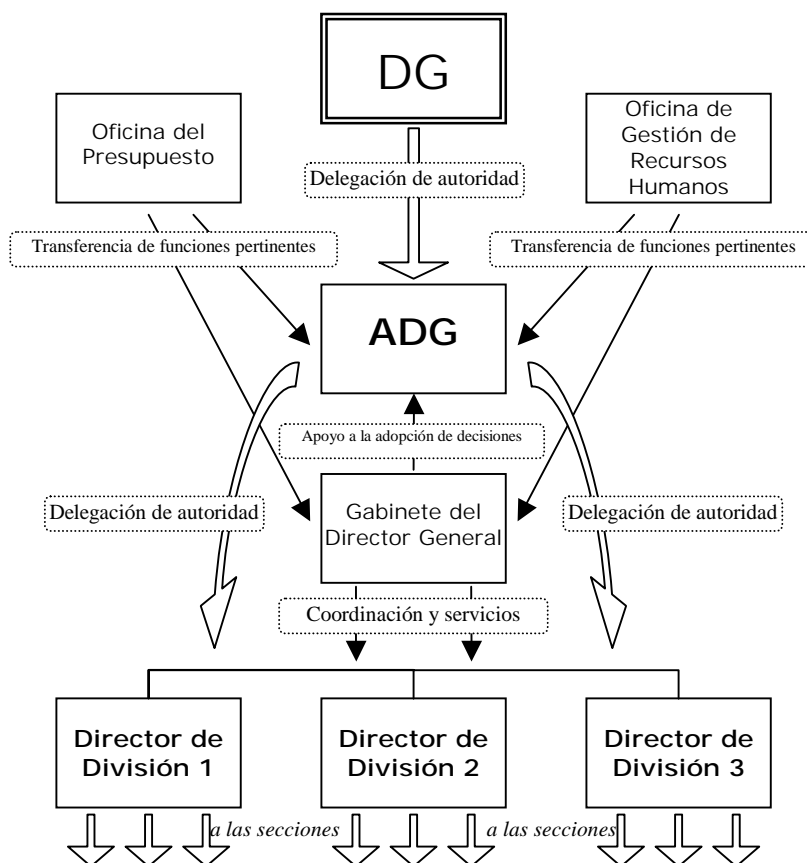 DG
Oficina del
Presupuesto
Oficina de
Gestión de
Recursos
Humanos
Delegación de autoridad
Transferencia de funciones pertinentes
Transferencia de funciones pertinentes
ADG
Apoyo a la adopción de decisiones
Delegación de autoridad
Gabinete del
Director General
Delegación de autoridad
Coordinación y servicios
Director de
División 1
Director de
División 2
Director de
División 3
a las secciones
a las secciones